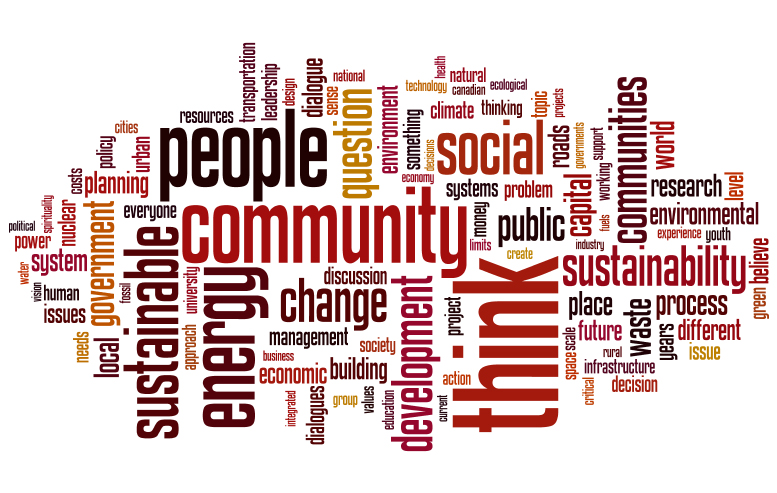 transportation
leadership
design
dialogue
sense
national
health
technology
natural
canadian
ecological
resources
cities
people
question
environment
something
decisions
climate
thinking
topic
projects
policy
urban
social
roads
governments
support
communities
world
costs
planning
economy
systems
problem
capital
working
research
level
spirituality
nuclear
everyone
community
money
public
fuels
environmental
political
power
government
limits
create
industry
experience
youth
water
system
sustainable
university
energy
discussion
think
sustainability
believe
green
vision
human
fossil
change
development
project
place
waste
process
issues
needs
local
approach
management
society
future
years
different
business
rural
issue
economic
building
space
scale
infrastructure
action
critical
decision
integrated
dialogues
group
values
education
current